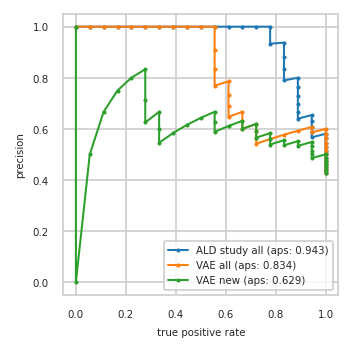 1.0
0.8
0.6
0.4
0.2
0.0
precision
0.0 0.2 0.4 0.6 0.8 1.0
true positive rate
ALD study all (aps: 0.943)
VAE all (aps: 0.834)
VAE new (aps: 0.629)